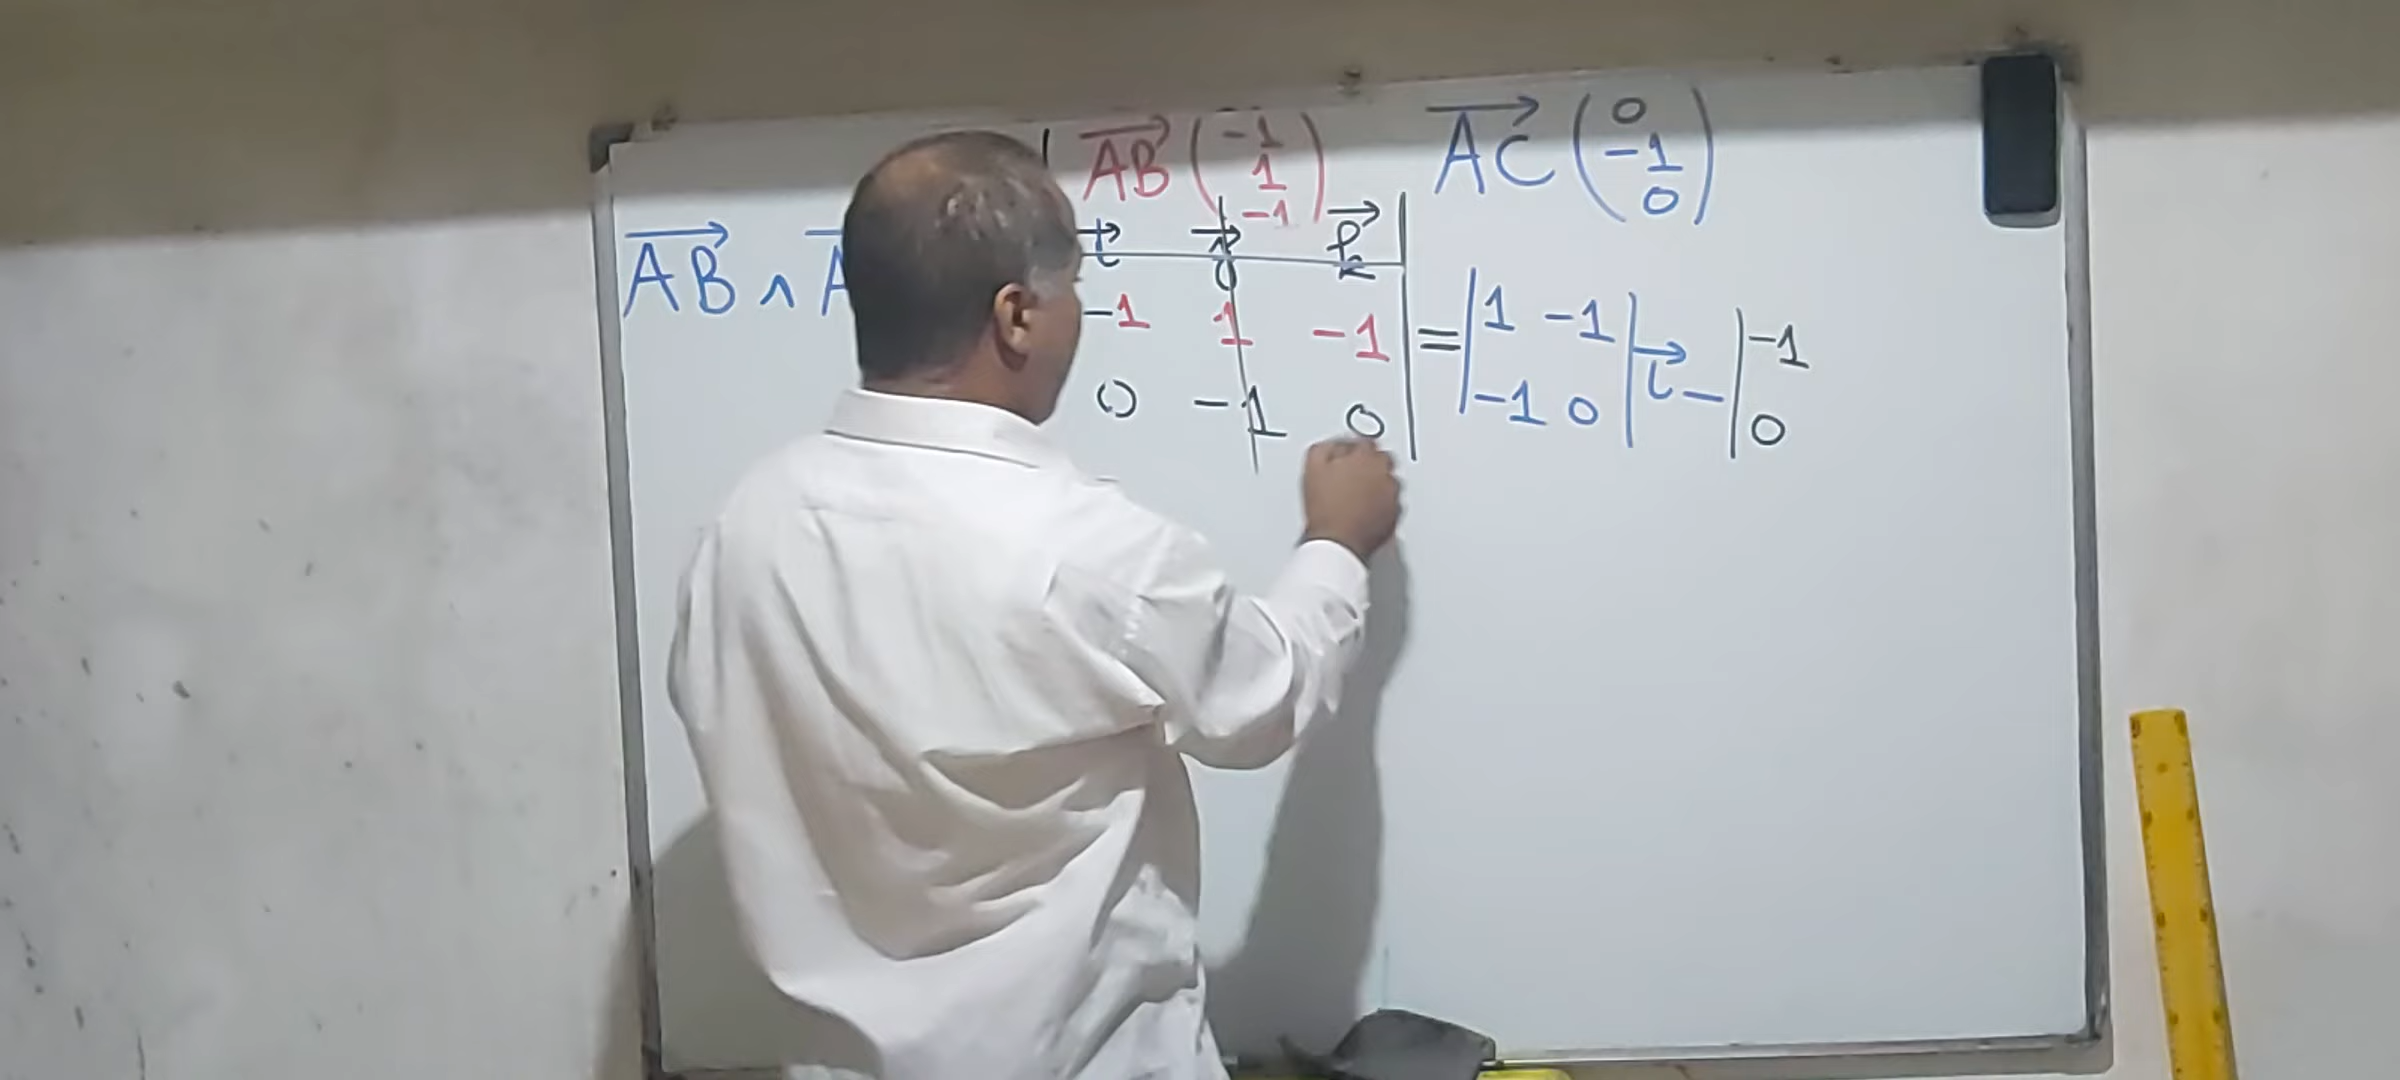 →AB ( -1 1 -1 ) →AC ( 0 -1 0 )
→AB ∧ →A | →i →j →k |
-1 1 -1 = | 1 -1 | →i - | -1
0 -1 0 | -1 0 | | 0